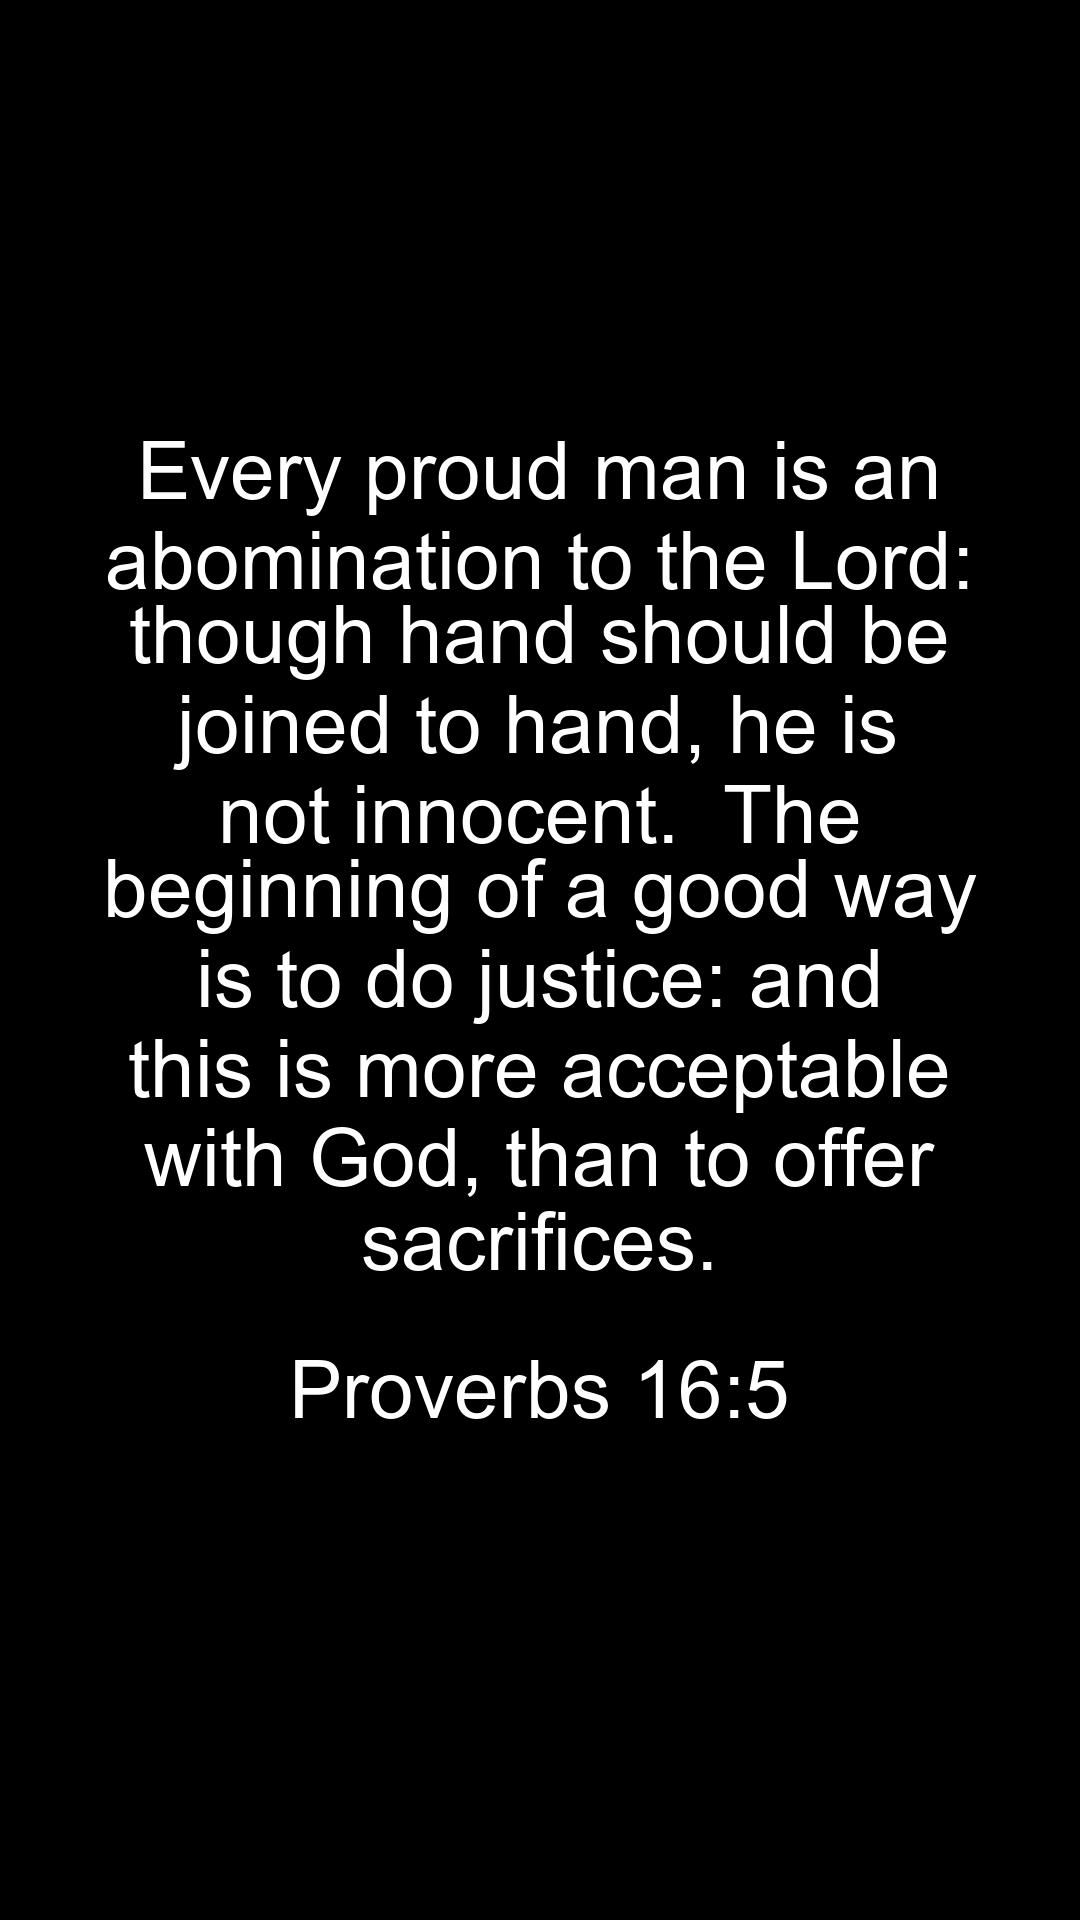 Every proud man is an
abomination to the Lord:
though hand should be
joined to hand, he is
not innocent.  The
beginning of a good way
is to do justice: and
this is more acceptable
with God, than to offer
sacrifices.
Proverbs 16:5